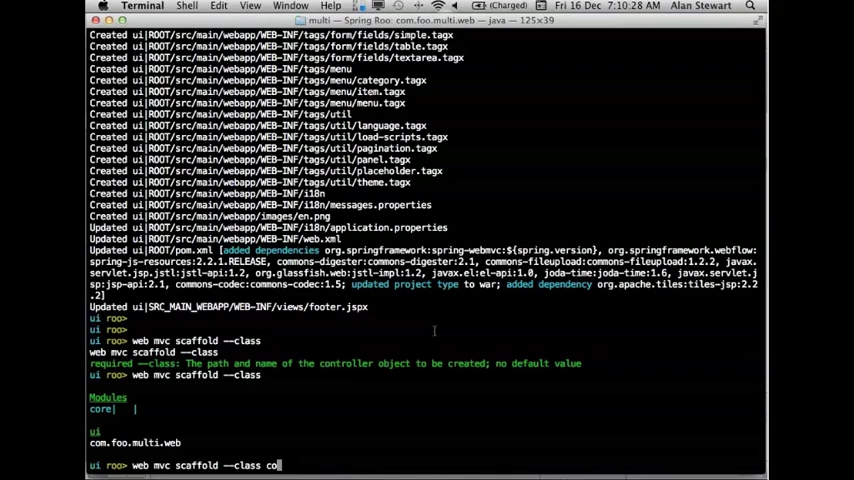 Terminal Shell Edit View Window Help (Charged) Fri 16 Dec 7:10:28 AM Alan Stewart
multi — Spring Roo: com.foo.multi.web — java — 125×39
Created ui|ROOT/src/main/webapp/WEB-INF/tags/form/fields/simple.tagx
Created ui|ROOT/src/main/webapp/WEB-INF/tags/form/fields/table.tagx
Created ui|ROOT/src/main/webapp/WEB-INF/tags/form/fields/textarea.tagx
Created ui|ROOT/src/main/webapp/WEB-INF/tags/menu
Created ui|ROOT/src/main/webapp/WEB-INF/tags/menu/category.tagx
Created ui|ROOT/src/main/webapp/WEB-INF/tags/menu/item.tagx
Created ui|ROOT/src/main/webapp/WEB-INF/tags/menu/menu.tagx
Created ui|ROOT/src/main/webapp/WEB-INF/tags/util
Created ui|ROOT/src/main/webapp/WEB-INF/tags/util/language.tagx
Created ui|ROOT/src/main/webapp/WEB-INF/tags/util/load-scripts.tagx
Created ui|ROOT/src/main/webapp/WEB-INF/tags/util/pagination.tagx
Created ui|ROOT/src/main/webapp/WEB-INF/tags/util/panel.tagx
Created ui|ROOT/src/main/webapp/WEB-INF/tags/util/placeholder.tagx
Created ui|ROOT/src/main/webapp/WEB-INF/tags/util/theme.tagx
Created ui|ROOT/src/main/webapp/WEB-INF/i18n
Created ui|ROOT/src/main/webapp/WEB-INF/i18n/messages.properties
Created ui|ROOT/src/main/webapp/images/en.png
Updated ui|ROOT/src/main/webapp/WEB-INF/i18n/application.properties
Updated ui|ROOT/src/main/webapp/WEB-INF/web.xml
Updated ui|ROOT/pom.xml [added dependencies org.springframework:spring-webmvc:${spring.version}, org.springframework.webflow:
spring-js-resources:2.2.1.RELEASE, commons-digester:commons-digester:2.1, commons-fileupload:commons-fileupload:1.2.2, javax.
servlet.jsp.jstl:jstl-api:1.2, org.glassfish.web:jstl-impl:1.2, javax.el:el-api:1.0, joda-time:joda-time:1.6, javax.servlet.j
sp:jsp-api:2.1, commons-codec:commons-codec:1.5; updated project type to war; added dependency org.apache.tiles:tiles-jsp:2.2
.2]
Updated ui|SRC_MAIN_WEBAPP/WEB-INF/views/footer.jspx
ui roo>
ui roo>
ui roo> web mvc scaffold --class
web mvc scaffold --class
required --class: The path and name of the controller object to be created; no default value
ui roo> web mvc scaffold --class
Modules
core| |
ui
com.foo.multi.web
ui roo> web mvc scaffold --class co